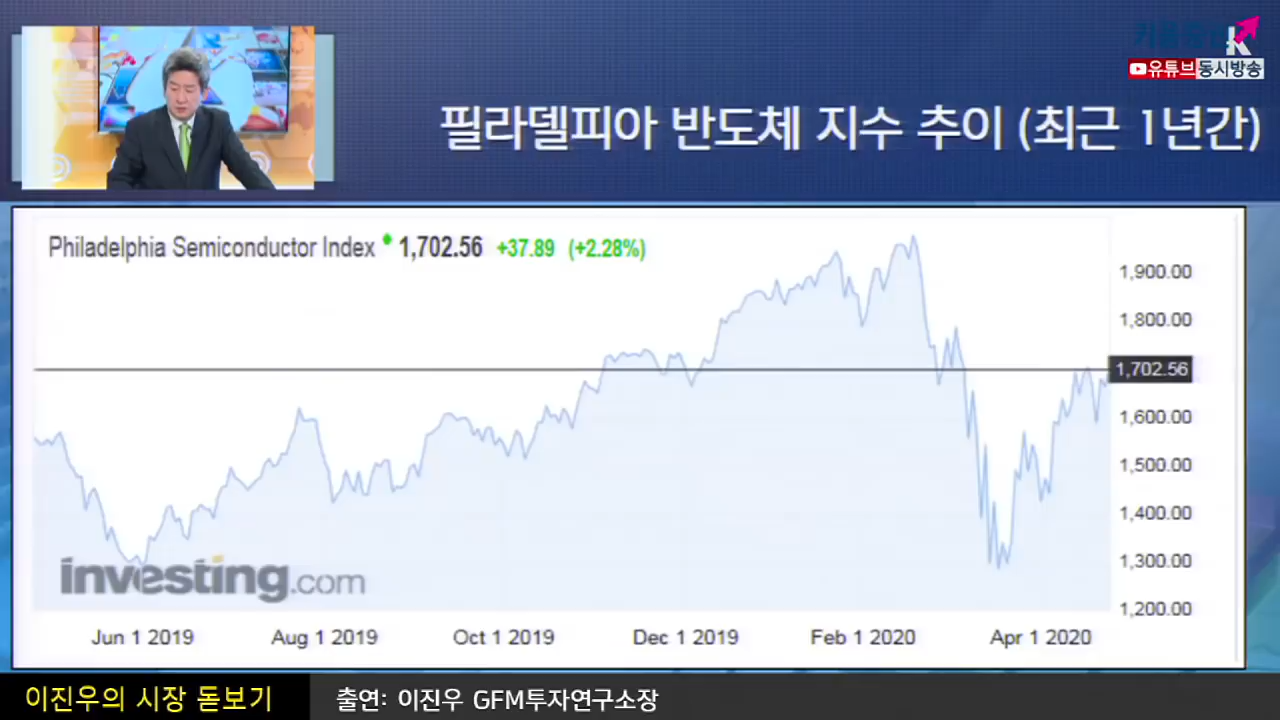 키움증권
K
유튜브 동시방송
필라델피아 반도체 지수 추이 (최근 1년간)
Philadelphia Semiconductor Index 1,702.56 +37.89 (+2.28%)
1,900.00
1,800.00
1,702.56
1,600.00
1,500.00
1,400.00
1,300.00
1,200.00
investing.com
Jun 1 2019 Aug 1 2019 Oct 1 2019 Dec 1 2019 Feb 1 2020 Apr 1 2020
이진우의 시장 돋보기
출연: 이진우 GFM투자연구소장